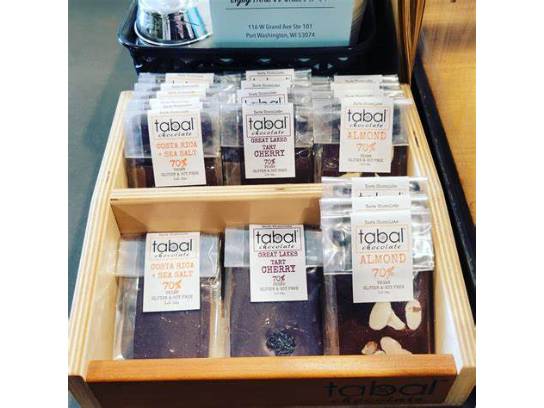 116 W Grand Ave Ste 101
Port Washington, WI 53074
tabal
chocolate
COSTA RICA
+ SEA SALT
70%
VEGAN
GLUTEN & SOY FREE
tabal
chocolate
GREAT LAKES
TART
CHERRY
70%
VEGAN
GLUTEN & SOY FREE
tabal
chocolate
ALMOND
70%
VEGAN
GLUTEN & SOY FREE
tabal
chocolate
COSTA RICA
+ SEA SALT
70%
VEGAN
GLUTEN & SOY FREE
tabal
chocolate
GREAT LAKES
TART
CHERRY
70%
VEGAN
GLUTEN & SOY FREE
tabal
chocolate
ALMOND
70%
VEGAN
GLUTEN & SOY FREE
tabal
chocolate